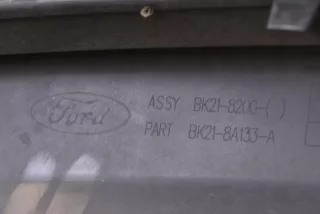 Ford
ASSY BK21-8200-( )
PART BK21-8A133-A